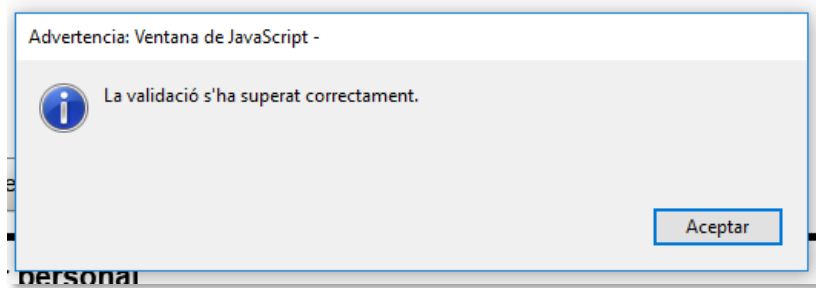 Advertencia: Ventana de JavaScript -
La validació s'ha superat correctament.
Aceptar
personal